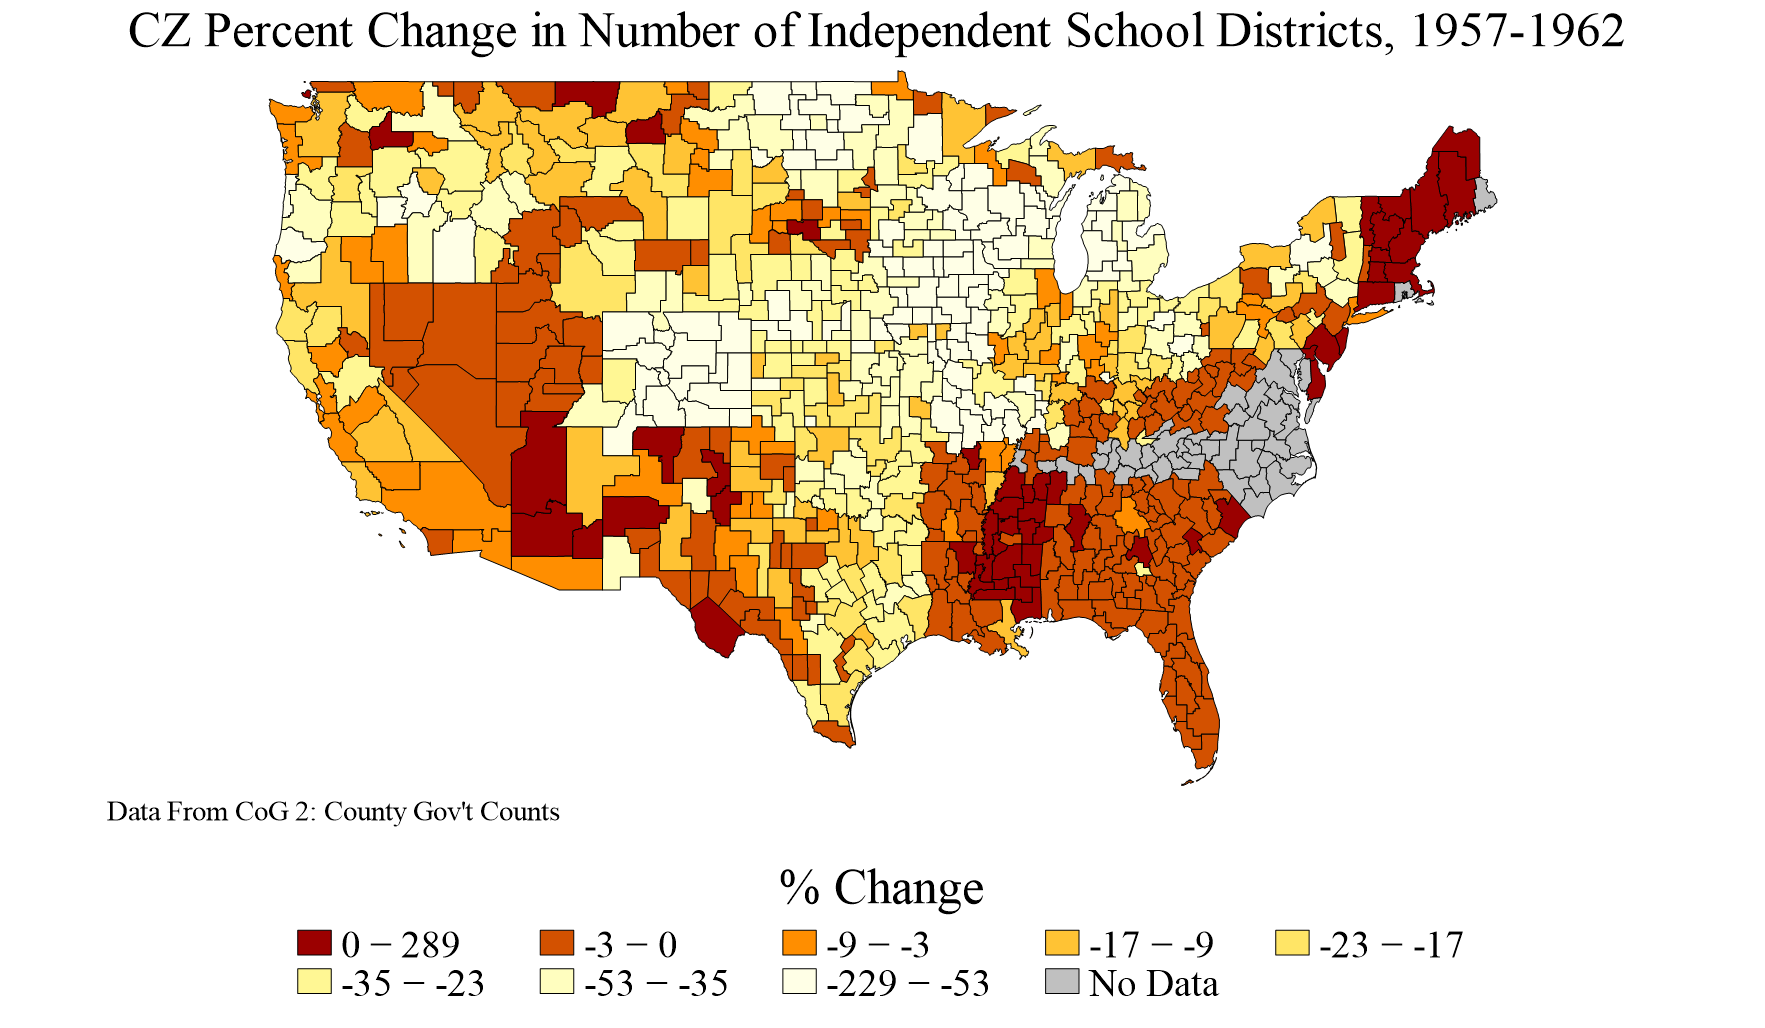 CZ Percent Change in Number of Independent School Districts, 1957-1962
Data From CoG 2: County Gov't Counts
% Change
0 – 289
-3 – 0
-9 – -3
-17 – -9
-23 – -17
-35 – -23
-53 – -35
-229 – -53
No Data